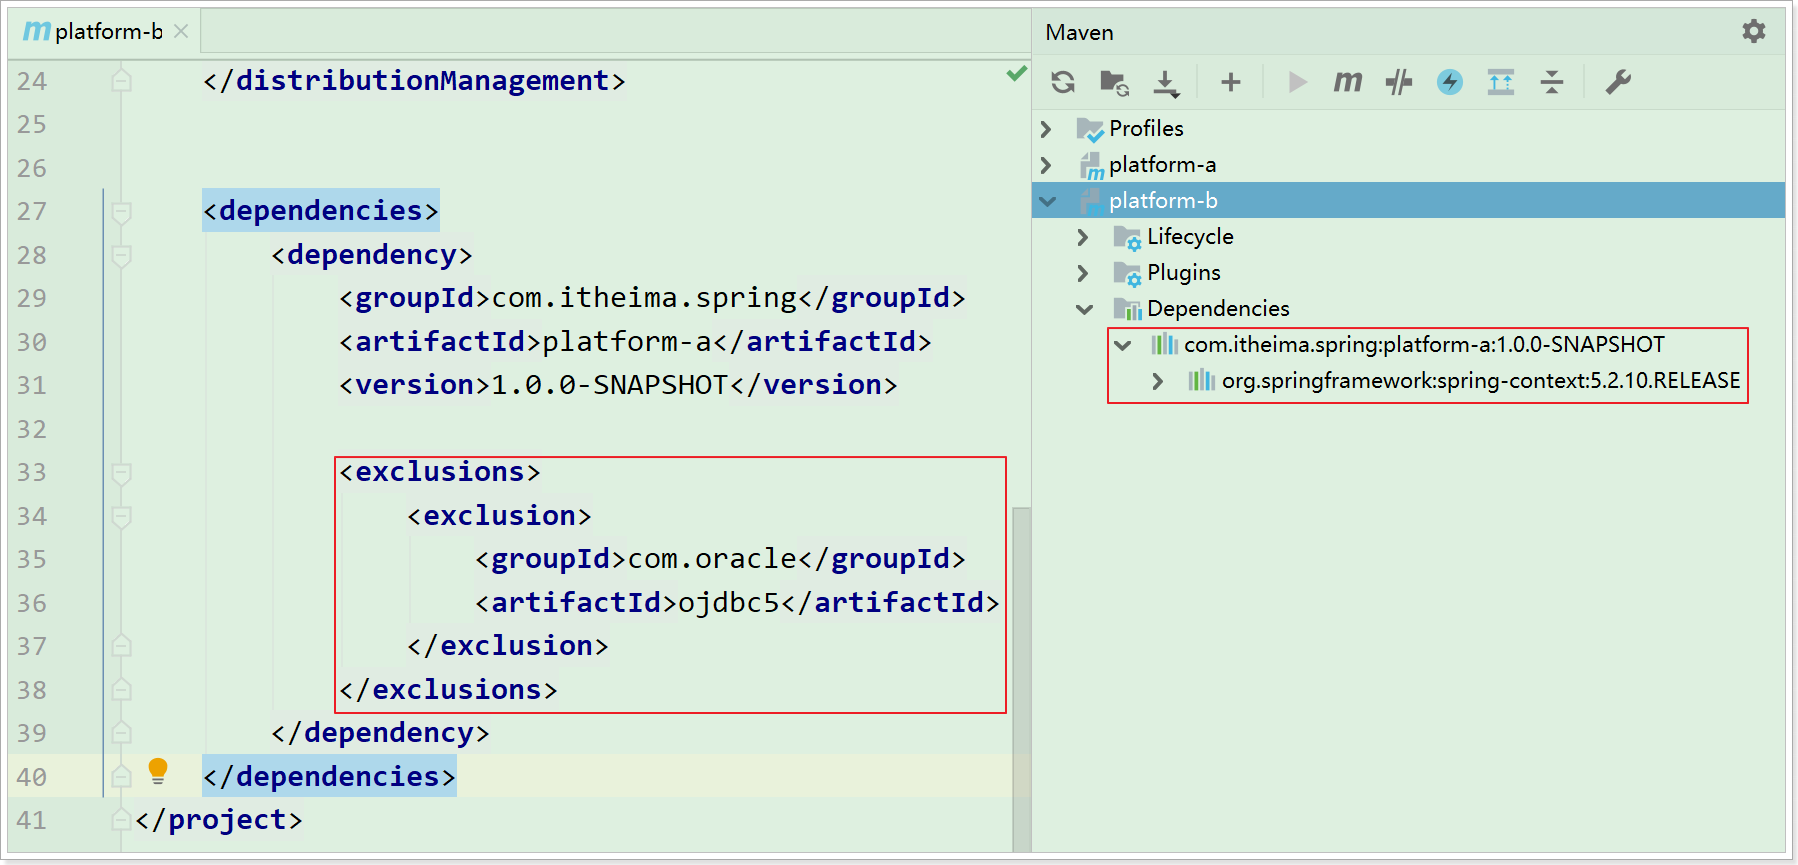 platform-b
24 </distributionManagement>
25
26
27 <dependencies>
28 <dependency>
29 <groupId>com.itheima.spring</groupId>
30 <artifactId>platform-a</artifactId>
31 <version>1.0.0-SNAPSHOT</version>
32
33 <exclusions>
34 <exclusion>
35 <groupId>com.oracle</groupId>
36 <artifactId>ojdbc5</artifactId>
37 </exclusion>
38 </exclusions>
39 </dependency>
40 </dependencies>
41 </project>
Maven
Profiles
platform-a
platform-b
Lifecycle
Plugins
Dependencies
com.itheima.spring:platform-a:1.0.0-SNAPSHOT
org.springframework:spring-context:5.2.10.RELEASE